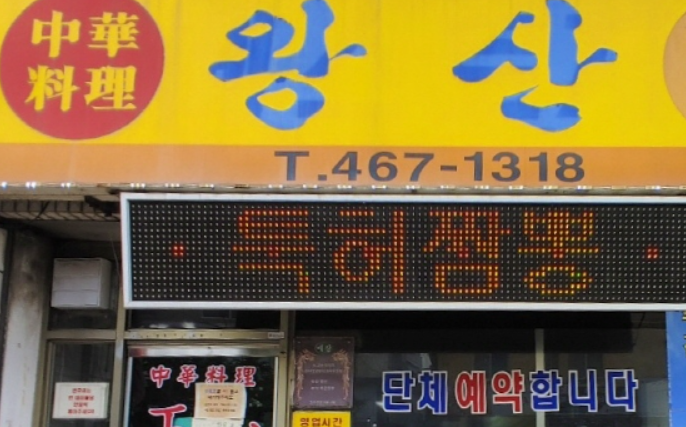 中華
料理
왕산
T.467-1318
· 특허짬뽕 ·
中華料理
단체예약합니다
영업시간